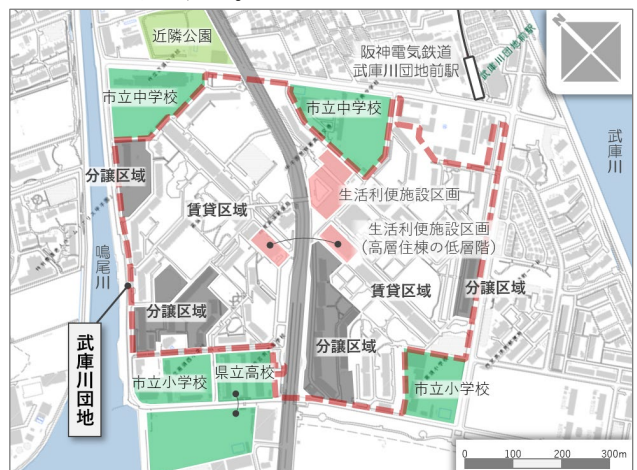 近隣公園
阪神電気鉄道
武庫川団地前駅
武庫川団地前駅
N
市立中学校
市立中学校
武庫川
分譲区域
賃貸区域
生活利便施設区画
生活利便施設区画
(高層住棟の低層階)
鳴尾川
分譲区域
賃貸区域
分譲区域
分譲区域
武庫川団地
市立小学校
県立高校
市立小学校
0 100 200 300m